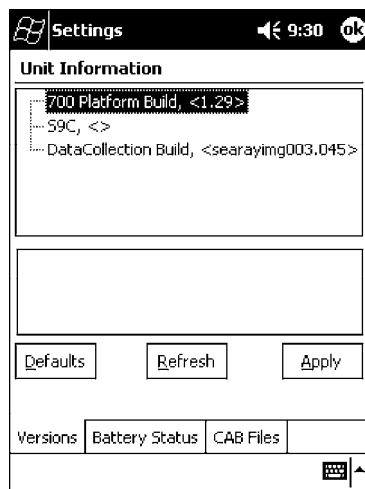 Settings 9:30 ok
Unit Information
700 Platform Build, <1.29>
S9C, <>
DataCollection Build, <searayimg003.045>
Defaults Refresh Apply
Versions Battery Status CAB Files